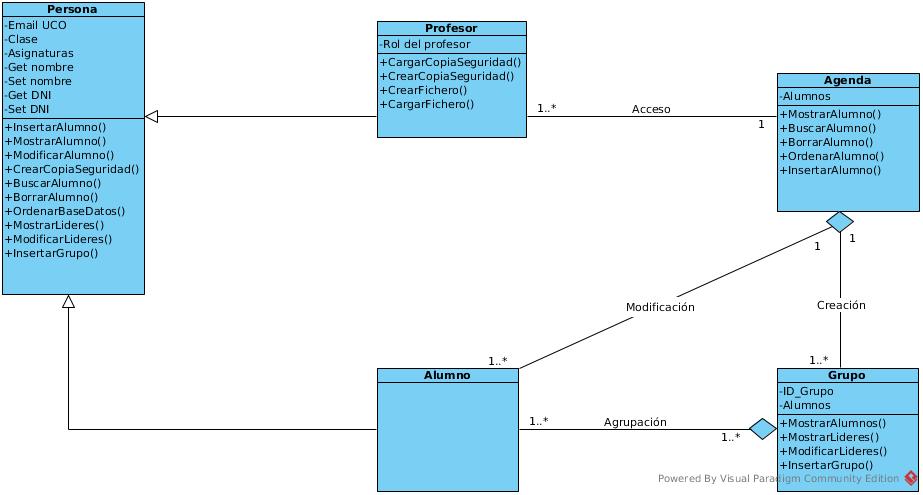 Persona
-Email UCO
-Clase
-Asignaturas
-Get nombre
-Set nombre
-Get DNI
-Set DNI
+InsertarAlumno()
+MostrarAlumno()
+ModificarAlumno()
+CrearCopiaSeguridad()
+BuscarAlumno()
+BorrarAlumno()
+OrdenarBaseDatos()
+MostrarLideres()
+ModificarLideres()
+InsertarGrupo()
Profesor
-Rol del profesor
+CargarCopiaSeguridad()
+CrearCopiaSeguridad()
+CrearFichero()
+CargarFichero()
1..*
Acceso
1
Agenda
-Alumnos
+MostrarAlumno()
+BuscarAlumno()
+BorrarAlumno()
+OrdenarAlumno()
+InsertarAlumno()
1
1
Modificación
Creación
1..*
1..*
Alumno
1..*
Agrupación
1..*
Grupo
-ID_Grupo
-Alumnos
+MostrarAlumnos()
+MostrarLideres()
+ModificarLideres()
+InsertarGrupo()
Powered By Visual Paradigm Community Edition